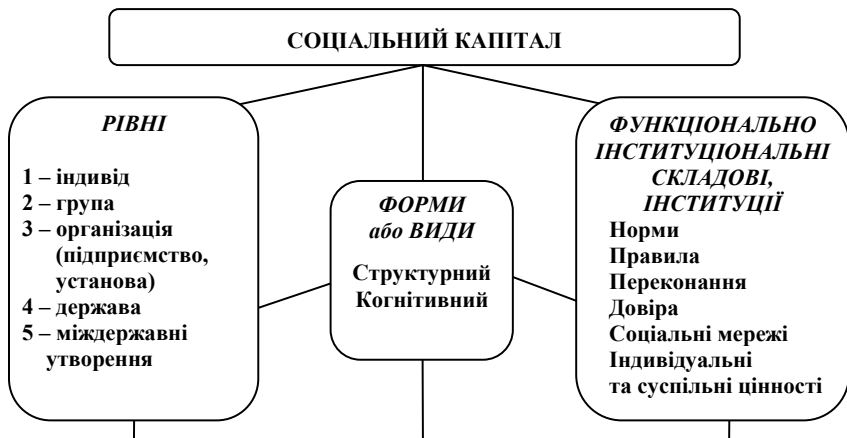 СОЦІАЛЬНИЙ КАПІТАЛ
РІВНІ
1 – індивід
2 – група
3 – організація
(підприємство,
установа)
4 – держава
5 – міждержавні
утворення
ФОРМИ
або ВИДИ
Структурний
Когнітивний
ФУНКЦІОНАЛЬНО
ІНСТИТУЦІОНАЛЬНІ
СКЛАДОВІ,
ІНСТИТУЦІЇ
Норми
Правила
Переконання
Довіра
Соціальні мережі
Індивідуальні
та суспільні цінності